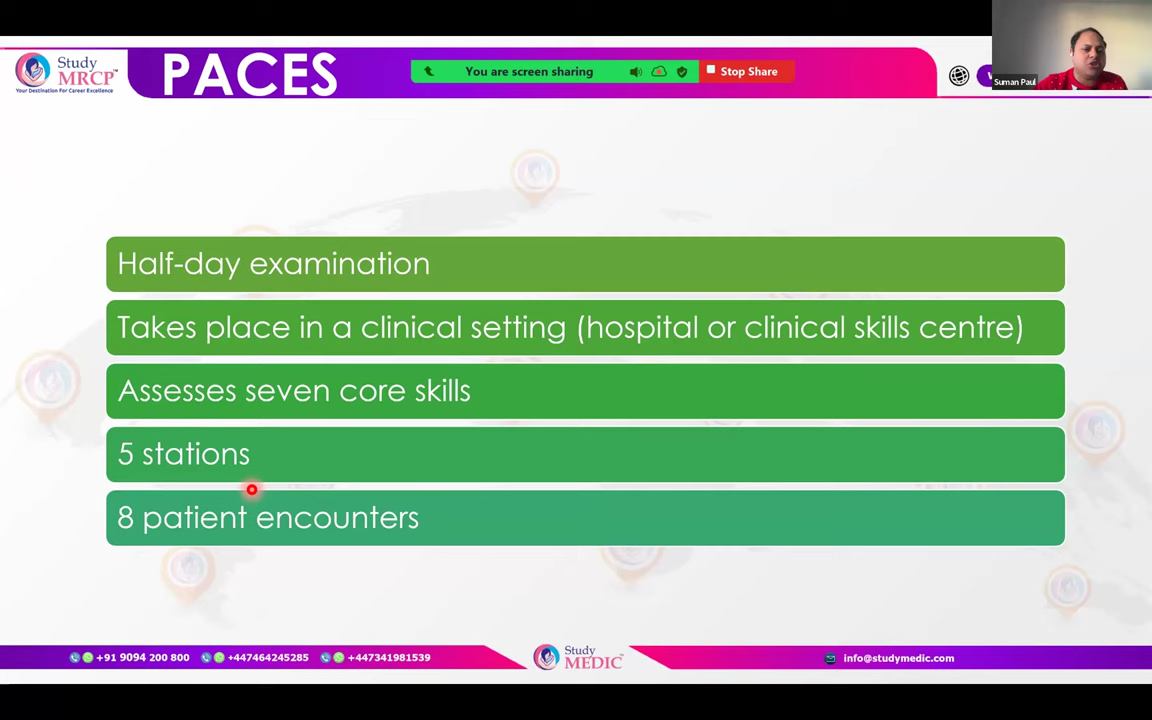 Study
MRCP™
Your Destination For Career Excellence
PACES
You are screen sharing
Stop Share
Suman Paul
Half-day examination
Takes place in a clinical setting (hospital or clinical skills centre)
Assesses seven core skills
5 stations
8 patient encounters
+91 9094 200 800
+447464245285
+447341981539
Study
MEDIC™
info@studymedic.com